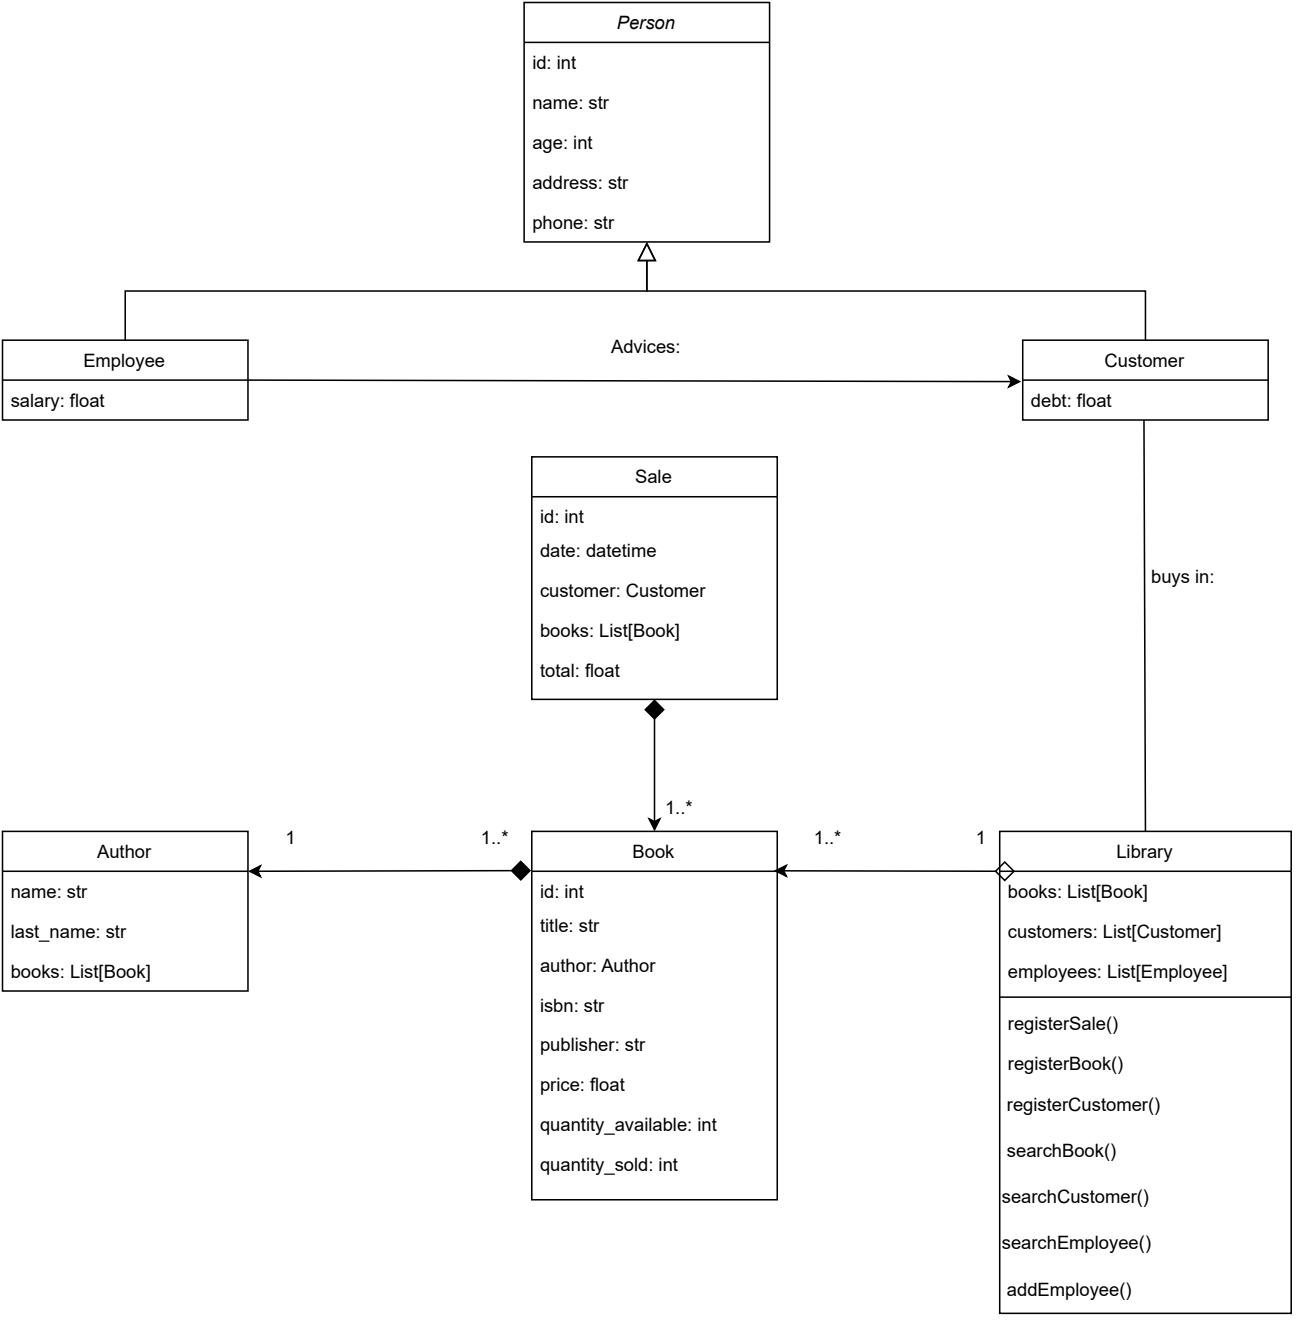 Person
id: int
name: str
age: int
address: str
phone: str
Advices:
Employee
salary: float
Customer
debt: float
Sale
id: int
date: datetime
customer: Customer
books: List[Book]
total: float
buys in:
1..*
1
1..*
1..*
1
Author
name: str
last_name: str
books: List[Book]
Book
id: int
title: str
author: Author
isbn: str
publisher: str
price: float
quantity_available: int
quantity_sold: int
Library
books: List[Book]
customers: List[Customer]
employees: List[Employee]
registerSale()
registerBook()
registerCustomer()
searchBook()
searchCustomer()
searchEmployee()
addEmployee()